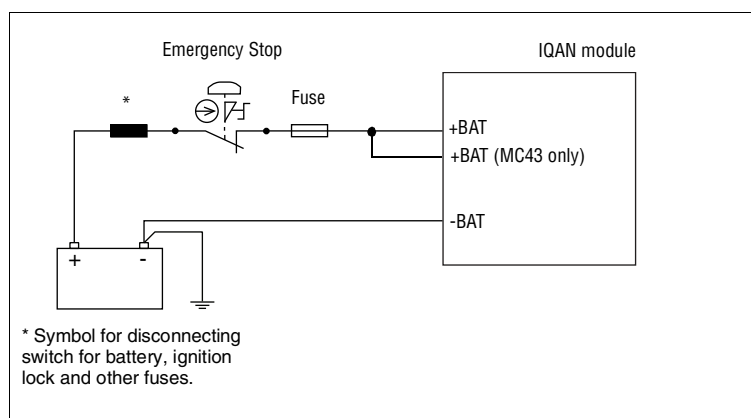 Emergency Stop
IQAN module
*
Fuse
+BAT
+BAT (MC43 only)
-BAT
+ -
* Symbol for disconnecting
switch for battery, ignition
lock and other fuses.